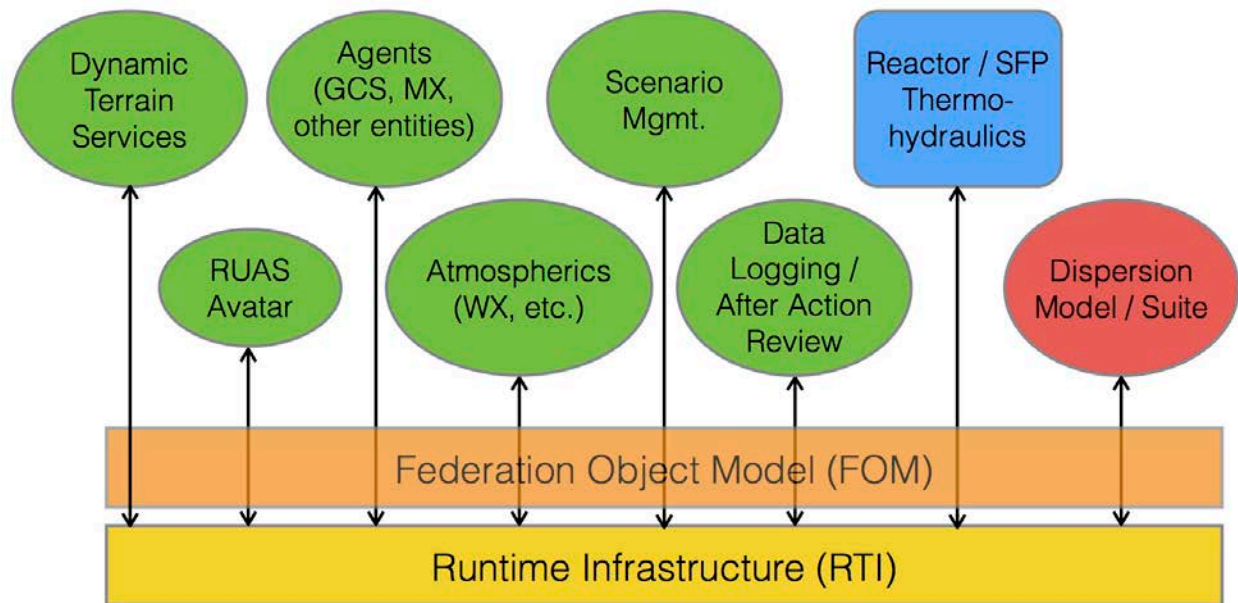 Dynamic
Terrain
Services
Agents
(GCS, MX,
other entities)
Scenario
Mgmt.
Reactor / SFP
Thermo-
hydraulics
RUAS
Avatar
Atmospherics
(WX, etc.)
Data
Logging /
After Action
Review
Dispersion
Model / Suite
Federation Object Model (FOM)
Runtime Infrastructure (RTI)